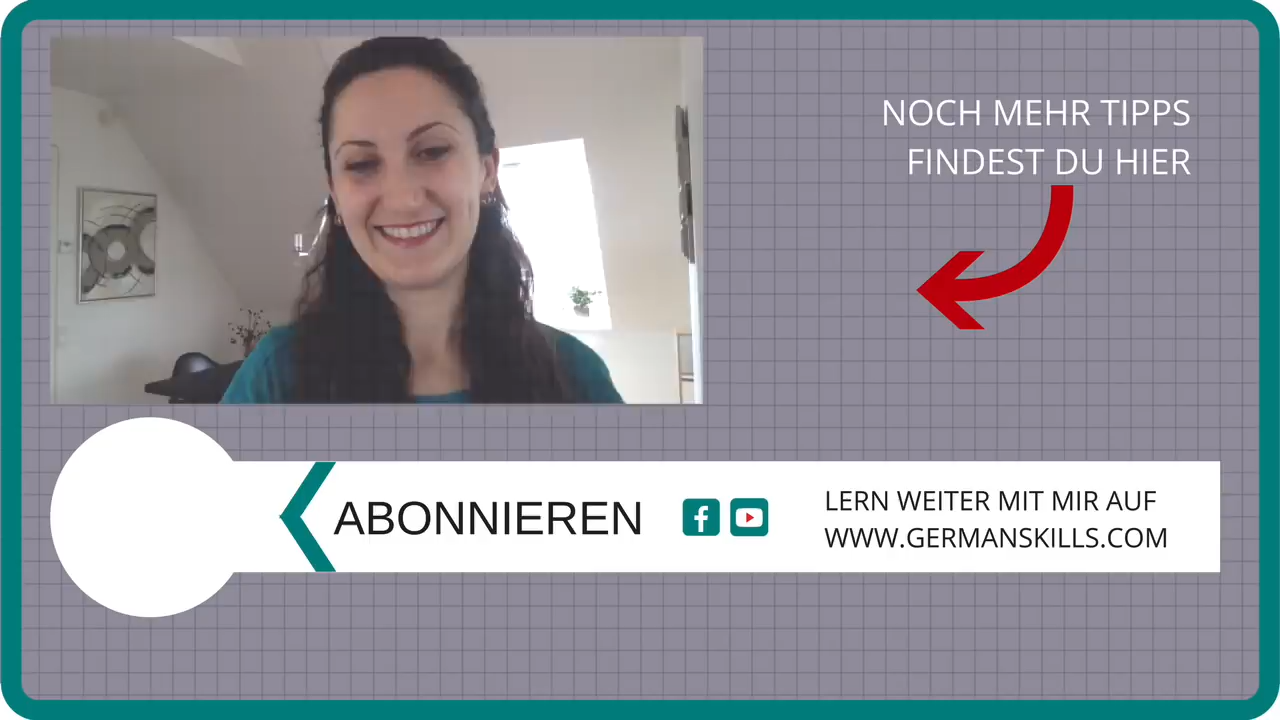 NOCH MEHR TIPPS
FINDEST DU HIER
ABONNIEREN
LERN WEITER MIT MIR AUF
WWW.GERMANSKILLS.COM